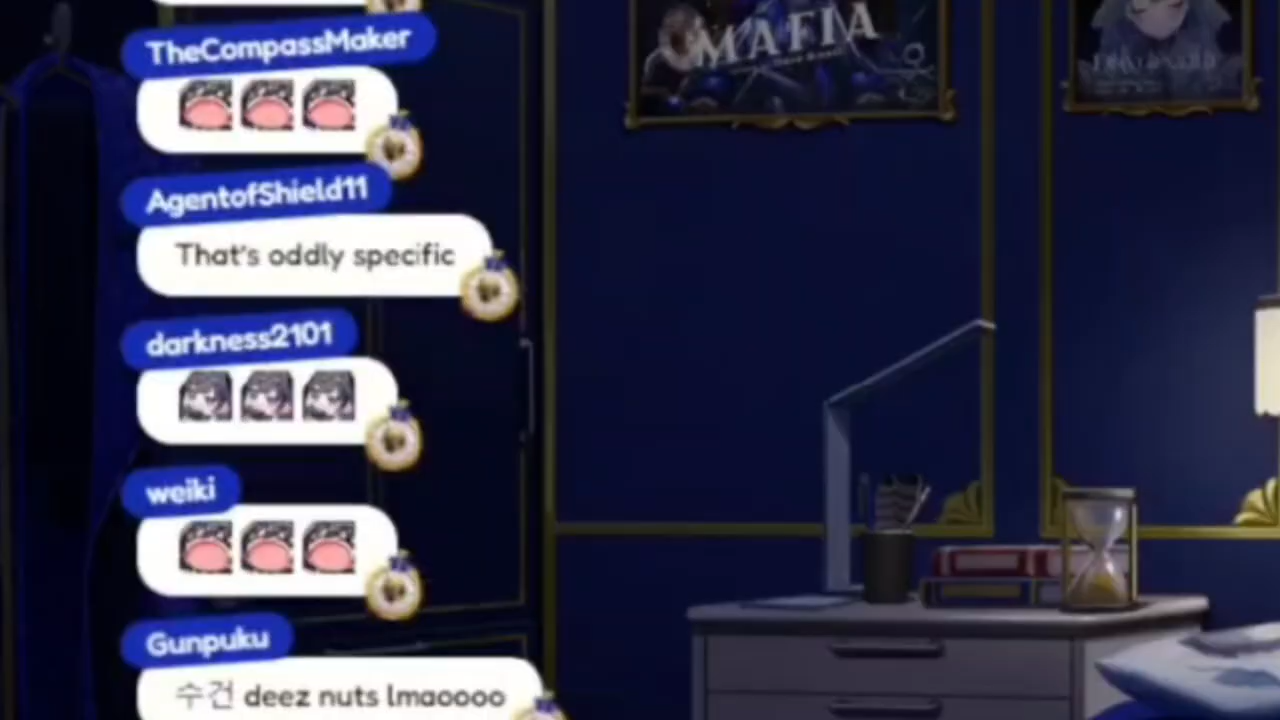 MAFIA
TheCompassMaker
AgentofShield11
That's oddly specific
darkness2101
weiki
Gunpuku
수건 deez nuts lmaoooo